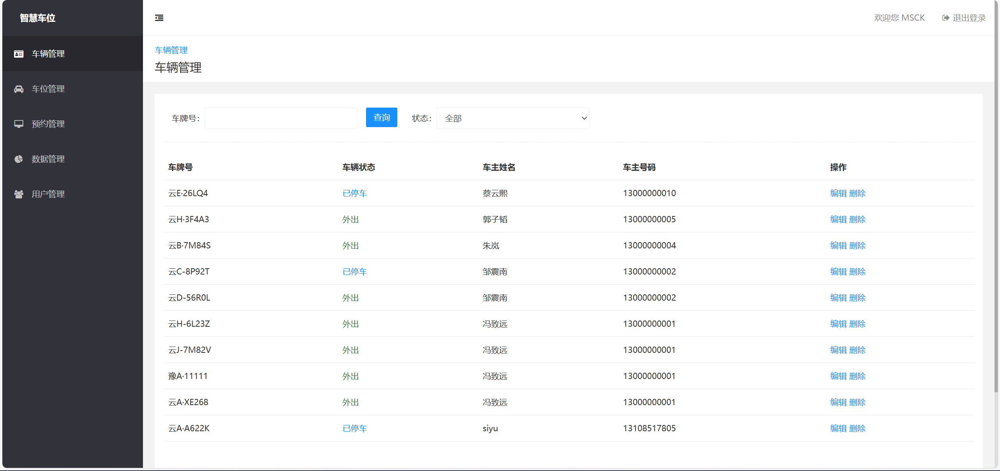 智慧车位
欢迎您 MSCK 退出登录
车辆管理
车位管理
预约管理
数据管理
用户管理
车辆管理
车辆管理
车牌号： 查询 状态： 全部
车牌号 车辆状态 车主姓名 车主号码 操作
云E·26LQ4 已停车 蔡云熙 13000000010 编辑 删除
云H·3F4A3 外出 郭子韬 13000000005 编辑 删除
云B·7M84S 外出 朱岚 13000000004 编辑 删除
云C-8P92T 已停车 邹震南 13000000002 编辑 删除
云D-56R0L 外出 邹震南 13000000002 编辑 删除
云H-6L23Z 外出 冯致远 13000000001 编辑 删除
云J-7M82V 外出 冯致远 13000000001 编辑 删除
豫A·11111 外出 冯致远 13000000001 编辑 删除
云A·XE268 外出 冯致远 13000000001 编辑 删除
云A·A622K 已停车 siyu 13108517805 编辑 删除